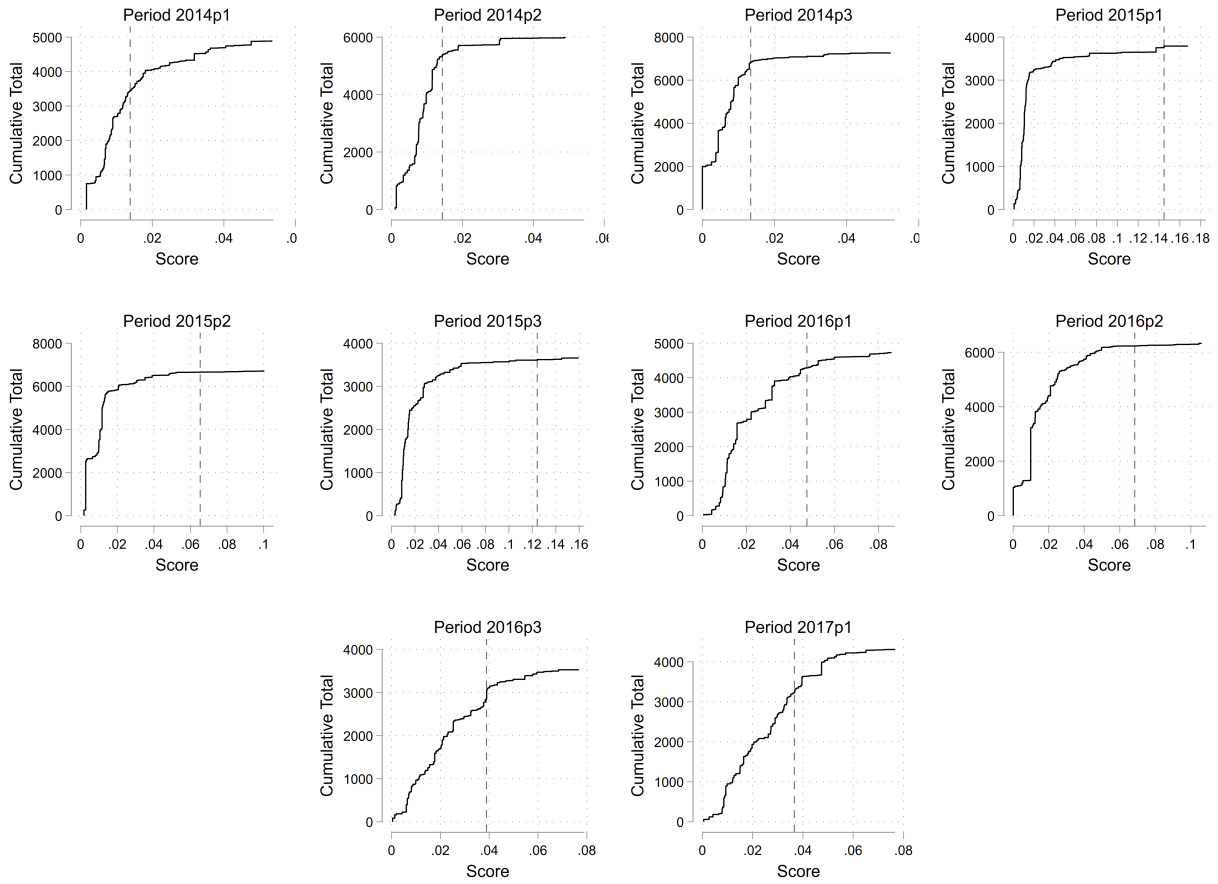 Period 2014p1
Cumulative Total
5000
4000
3000
2000
1000
0
0 .02 .04 .0
Score
Period 2014p2
Cumulative Total
6000
4000
2000
0
0 .02 .04 .06
Score
Period 2014p3
Cumulative Total
8000
6000
4000
2000
0
0 .02 .04 .0
Score
Period 2015p1
Cumulative Total
4000
3000
2000
1000
0
0 .02 .04 .06 .08 .1 .12 .14 .16 .18
Score
Period 2015p2
Cumulative Total
8000
6000
4000
2000
0
0 .02 .04 .06 .08 .1
Score
Period 2015p3
Cumulative Total
4000
3000
2000
1000
0
0 .02 .04 .06 .08 .1 .12 .14 .16
Score
Period 2016p1
Cumulative Total
5000
4000
3000
2000
1000
0
0 .02 .04 .06 .08
Score
Period 2016p2
Cumulative Total
6000
4000
2000
0
0 .02 .04 .06 .08 .1
Score
Period 2016p3
Cumulative Total
4000
3000
2000
1000
0
0 .02 .04 .06 .08
Score
Period 2017p1
Cumulative Total
4000
3000
2000
1000
0
0 .02 .04 .06 .08
Score